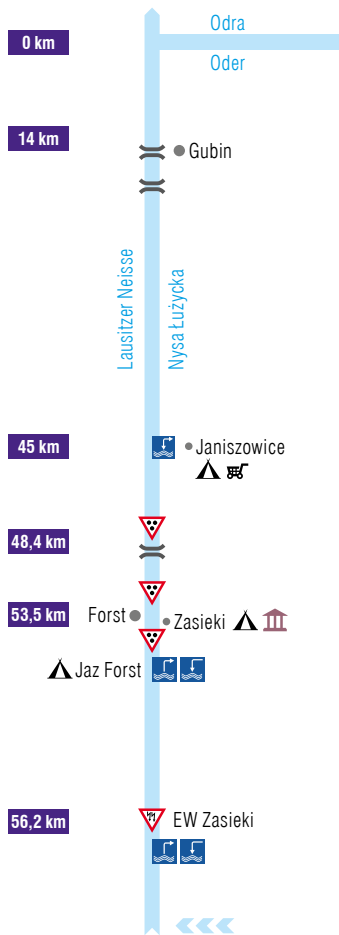 Odra
0 km
Oder
14 km
Gubin
Lausitzer Neisse
Nysa Łużycka
45 km
Janiszowice
48,4 km
53,5 km
Forst
Zasieki
Jaz Forst
56,2 km
EW Zasieki